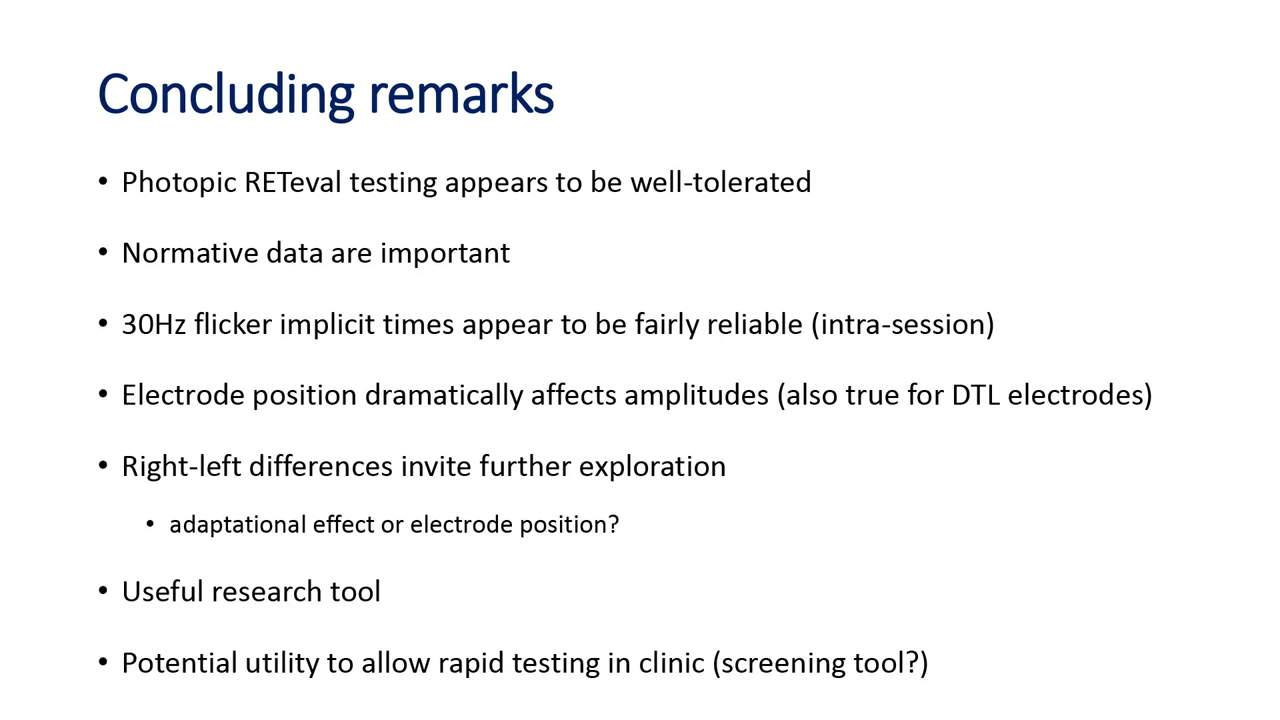 Concluding remarks
• Photopic RETeval testing appears to be well-tolerated
• Normative data are important
• 30Hz flicker implicit times appear to be fairly reliable (intra-session)
• Electrode position dramatically affects amplitudes (also true for DTL electrodes)
• Right-left differences invite further exploration
• adaptational effect or electrode position?
• Useful research tool
• Potential utility to allow rapid testing in clinic (screening tool?)